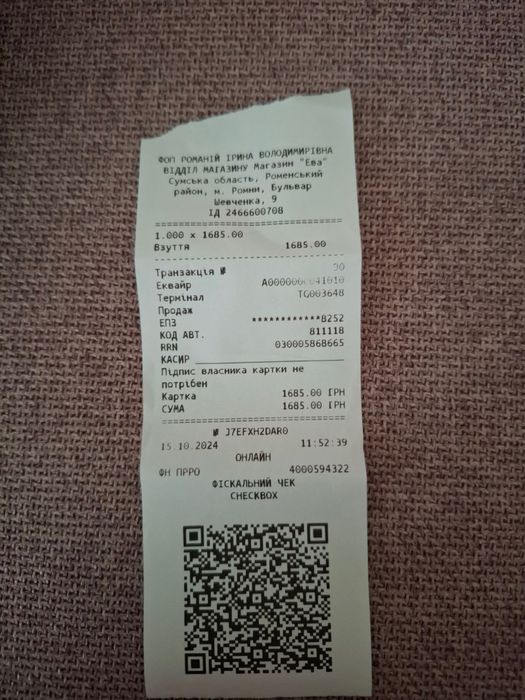 ФОП РОМАНІЙ ІРИНА ВОЛОДИМИРІВНА
ВІДДІЛ МАГАЗИНУ Магазин "Ева"
Сумська область, Роменський
район, м. Ромни, Бульвар
Шевченка, 9
ІД 2466600708
1.000 x 1685.00
Взуття 1685.00
Транзакція №
Еквайр
Термінал TG003648
Продаж
ЕПЗ ************8252
КОД АВТ. 811118
RRN 030005868665
КАСИР
Підпис власника картки не
потрібен
Картка 1685.00 ГРН
СУМА 1685.00 ГРН
№ J7EFXH2DAR0
15.10.2024 11:52:39
ОНЛАЙН
ФН ПРРО 4000594322
ФІСКАЛЬНИЙ ЧЕК
CHECKBOX